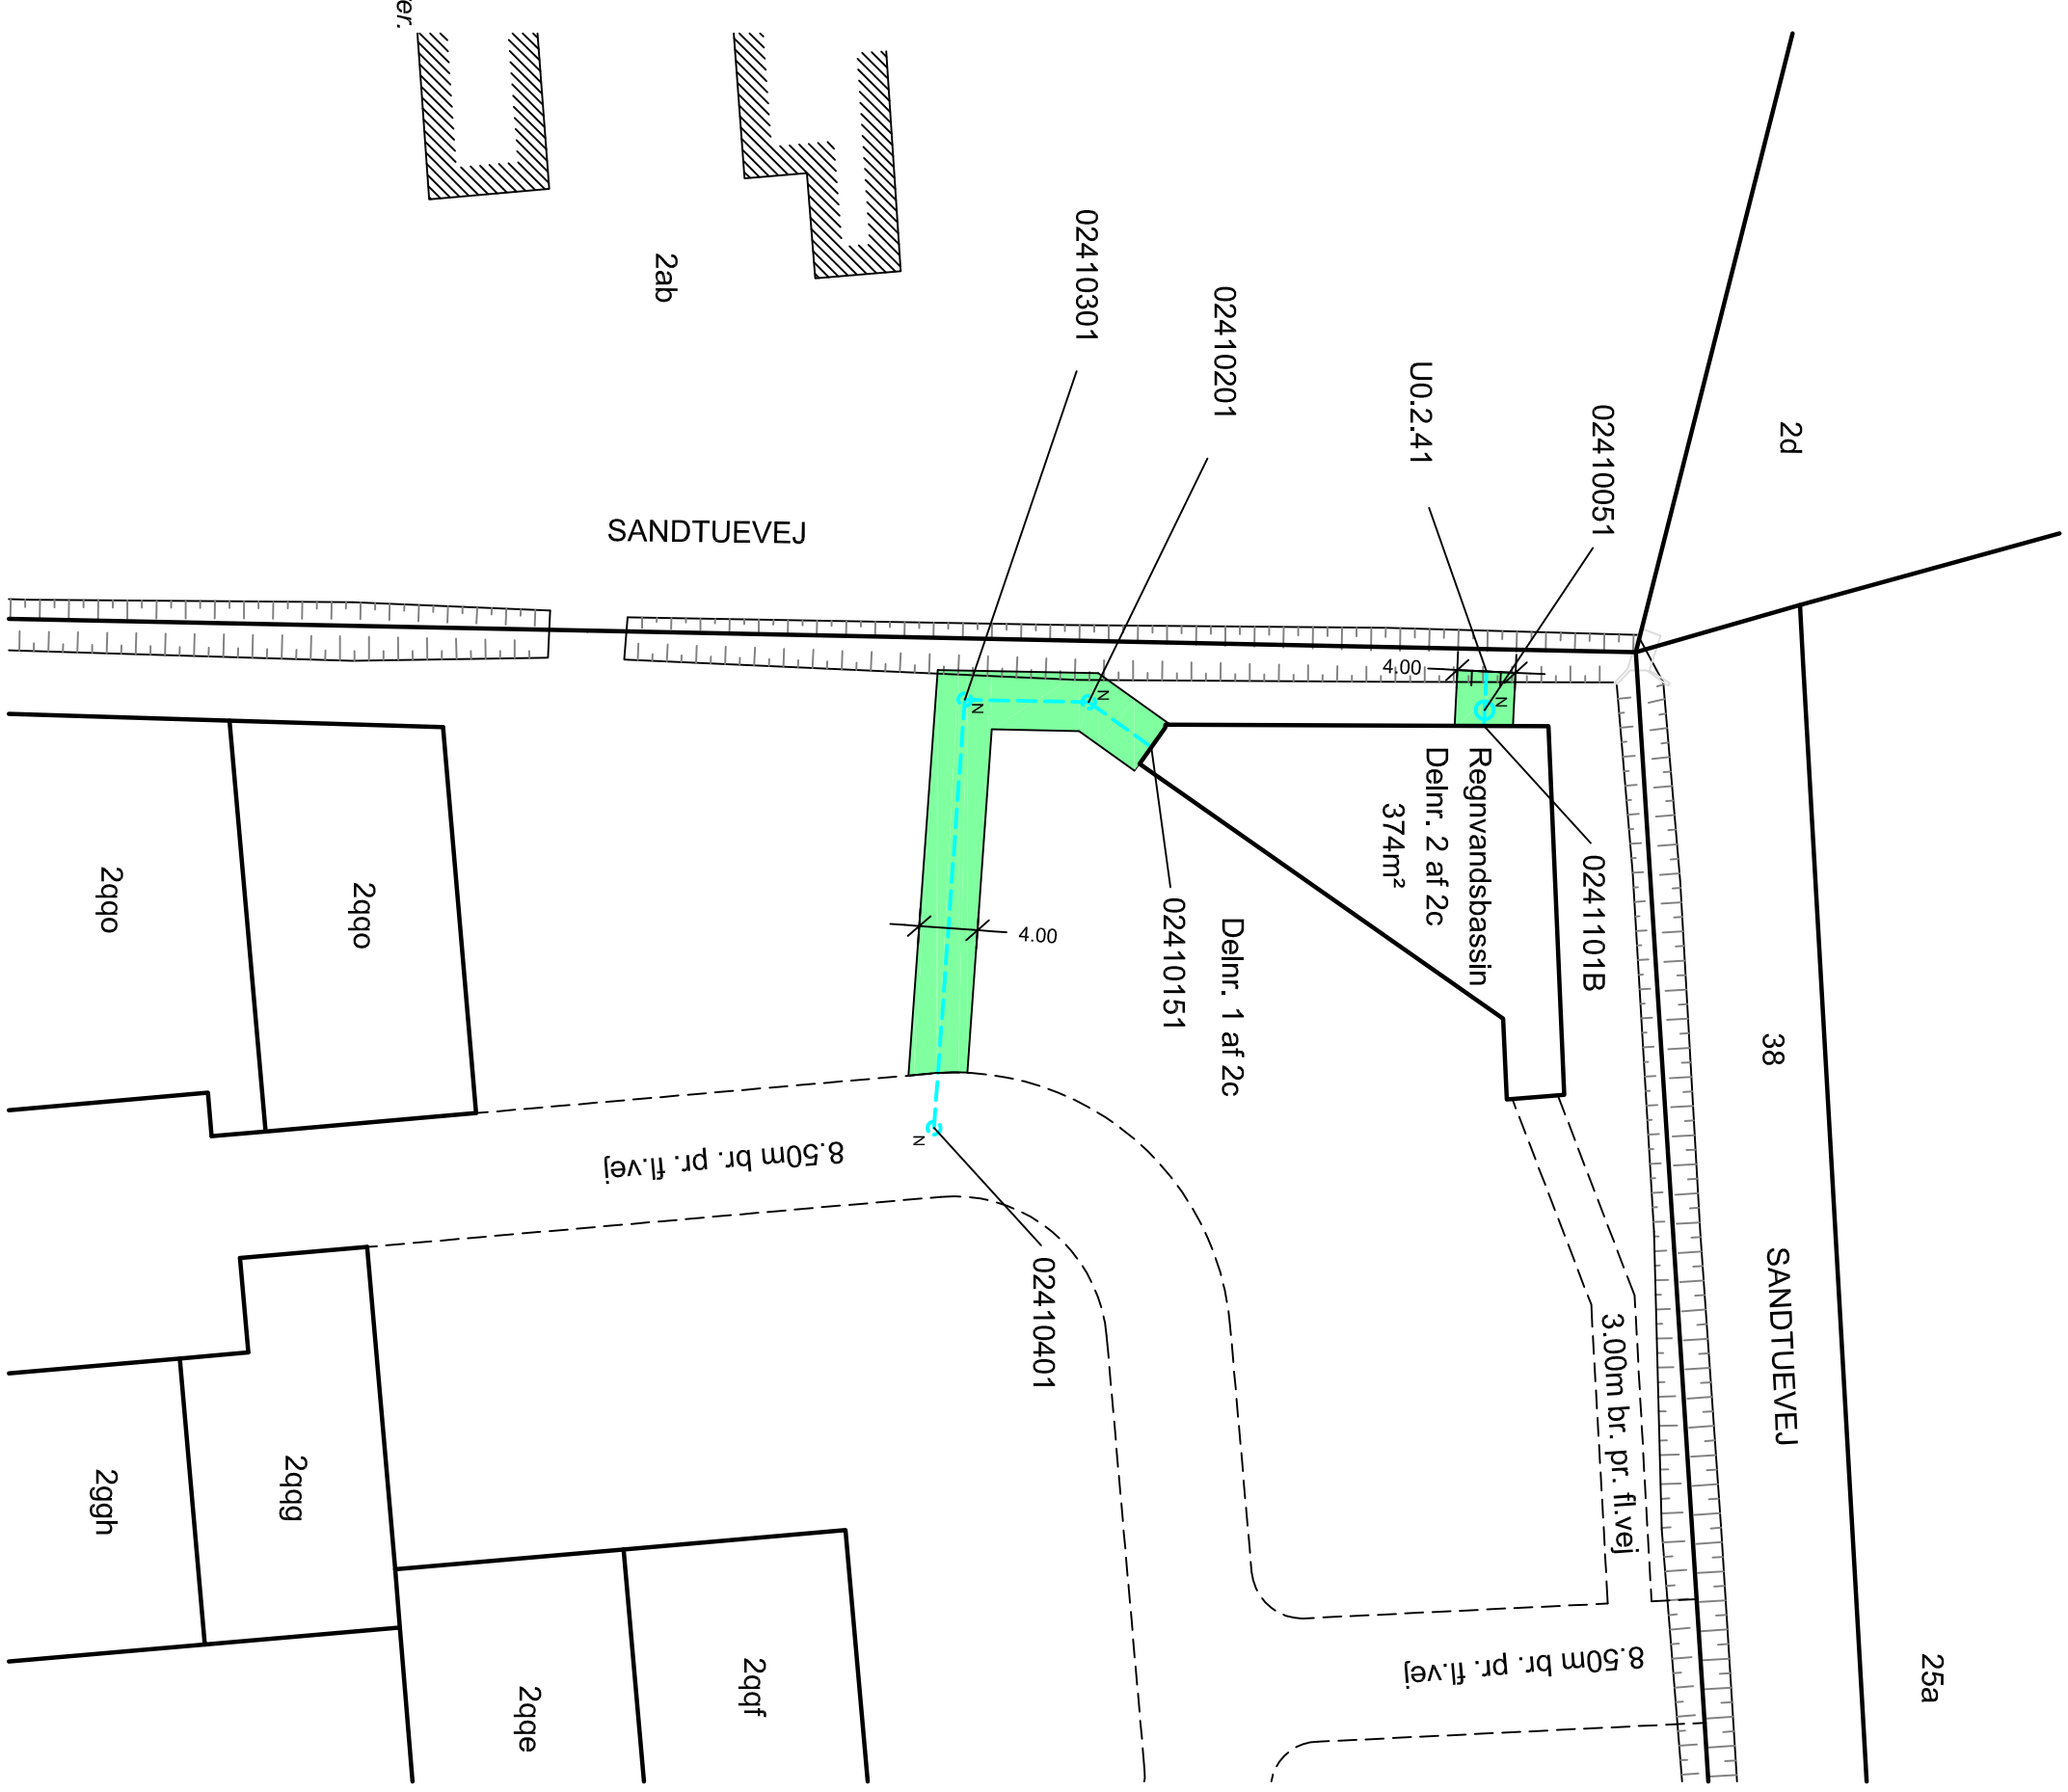 er.
2ab
02410301
02410201
U0.2.41
02410051
2d
SANDTUEVEJ
4.00
N
N
N
Regnvandsbassin
Delnr. 2 af 2c
374m²
0241101B
02410151
Delnr. 1 af 2c
4.00
2qqo
2qqo
38
SANDTUEVEJ
N
8.50m br. pr. fl.vej
02410401
3.00m br. pr. fl.vej
2qqg
2ggh
2qqe
2qqf
8.50m br. pr. fl.vej
25a